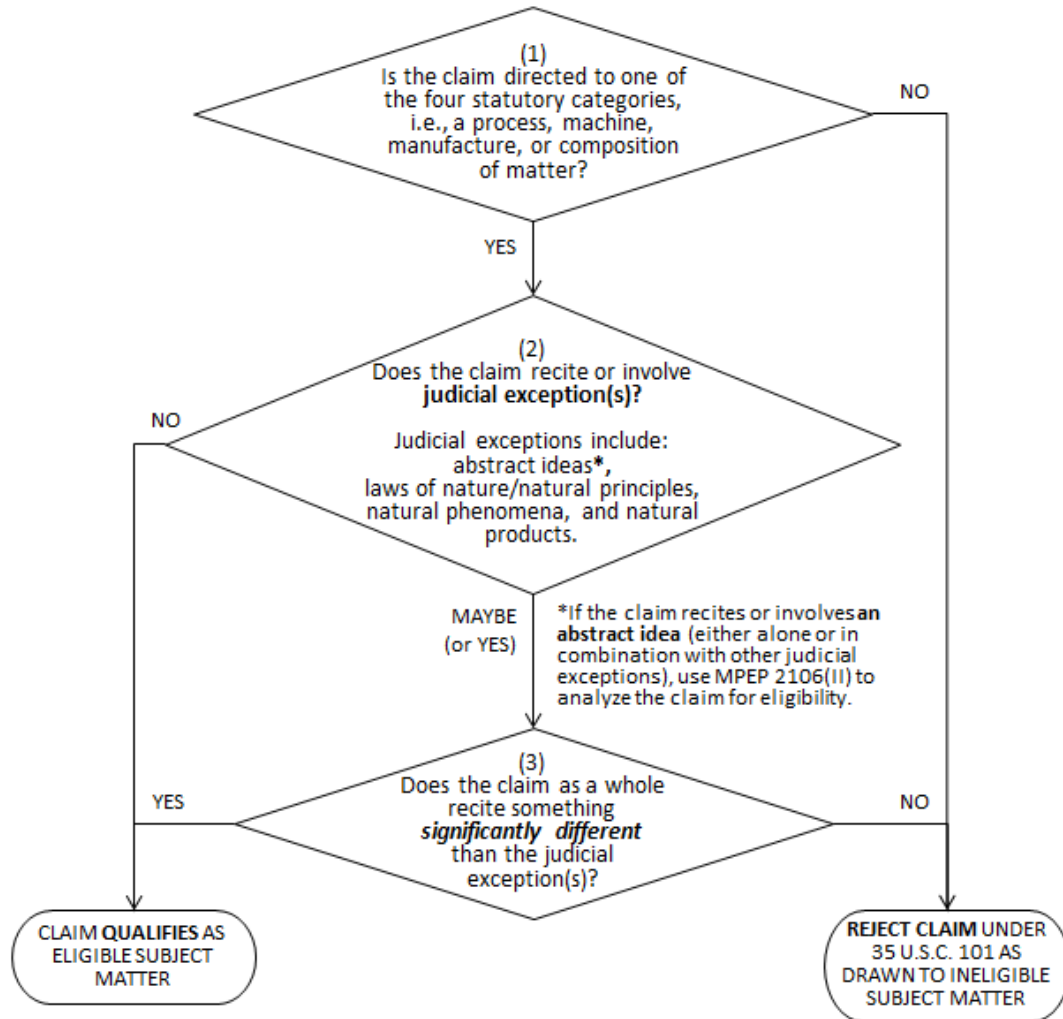 (1)
Is the claim directed to one of
the four statutory categories,
i.e., a process, machine,
manufacture, or composition
of matter?
NO
YES
(2)
Does the claim recite or involve
judicial exception(s)?
NO
Judicial exceptions include:
abstract ideas*,
laws of nature/natural principles,
natural phenomena, and natural
products.
MAYBE
(or YES)
*If the claim recites or involves an
abstract idea (either alone or in
combination with other judicial
exceptions), use MPEP 2106(II) to
analyze the claim for eligibility.
(3)
Does the claim as a whole
recite something
significantly different
than the judicial
exception(s)?
YES
NO
CLAIM QUALIFIES AS
ELIGIBLE SUBJECT
MATTER
REJECT CLAIM UNDER
35 U.S.C. 101 AS
DRAWN TO INELIGIBLE
SUBJECT MATTER